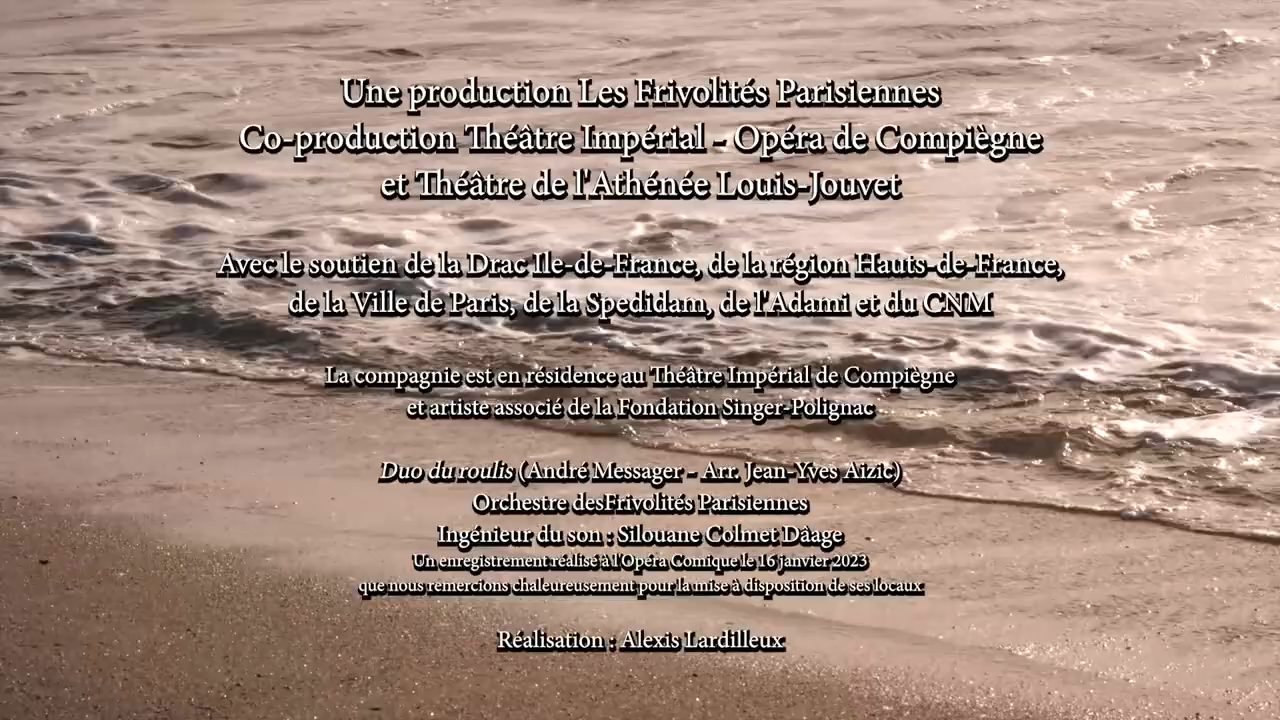 Une production Les Frivolités Parisiennes
Co-production Théâtre Impérial - Opéra de Compiègne
et Théâtre de l'Athénée Louis-Jouvet
Avec le soutien de la Drac Ile-de-France, de la région Hauts-de-France,
de la Ville de Paris, de la Spedidam, de l'Adami et du CNM
La compagnie est en résidence au Théâtre Impérial de Compiègne
et artiste associé de la Fondation Singer-Polignac
Duo du roulis (André Messager - Arr. Jean-Yves Aizic)
Orchestre desFrivolités Parisiennes
Ingénieur du son : Silouane Colmet Dâage
Un enregistrement réalisé à l'Opéra Comique le 16 janvier 2023
que nous remercions chaleureusement pour la mise à disposition de ses locaux
Réalisation : Alexis Lardilleux